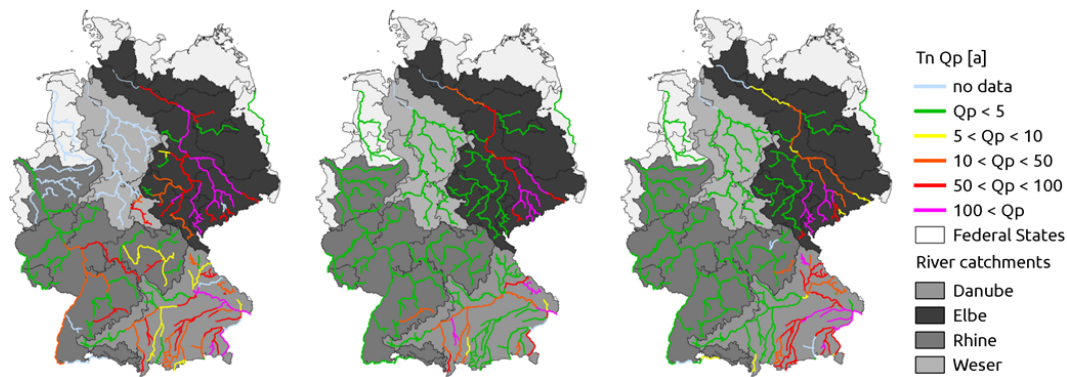 Tn Qp [a]
no data
Qp < 5
5 < Qp < 10
10 < Qp < 50
50 < Qp < 100
100 < Qp
Federal States
River catchments
Danube
Elbe
Rhine
Weser